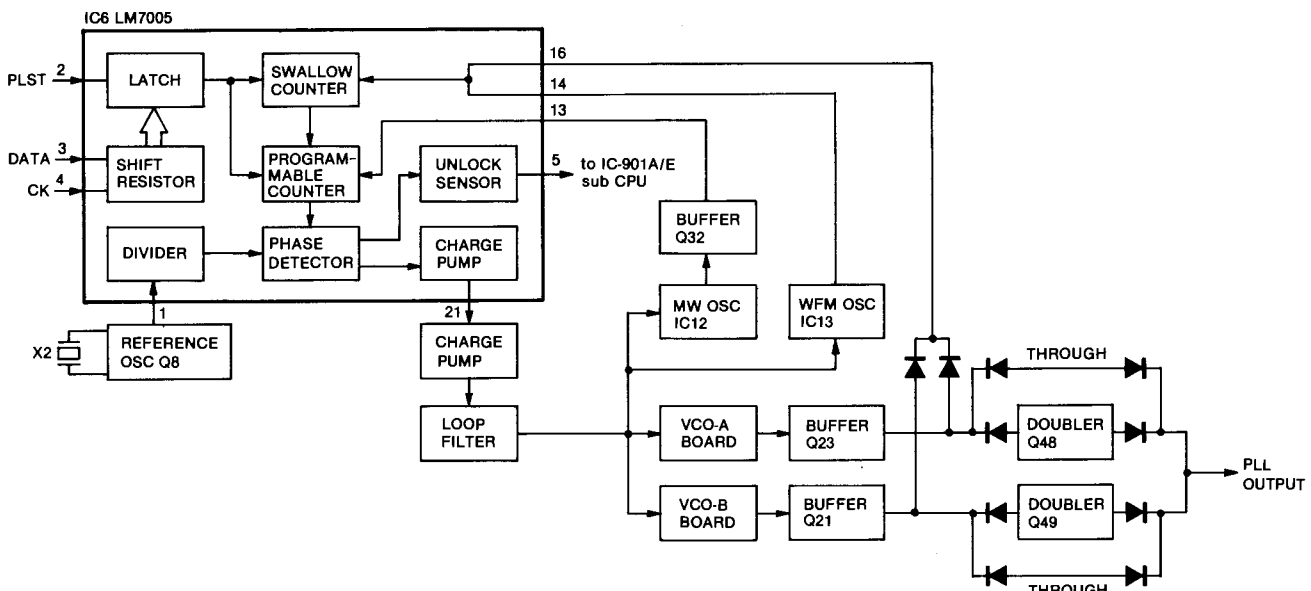 IC6 LM7005
PLST
2
LATCH
SWALLOW
COUNTER
16
14
13
DATA
3
CK
4
SHIFT
RESISTOR
PROGRAM-
MABLE
COUNTER
UNLOCK
SENSOR
5
to IC-901A/E
sub CPU
DIVIDER
PHASE
DETECTOR
CHARGE
PUMP
BUFFER
Q32
1
21
MW OSC
IC12
WFM OSC
IC13
X2
REFERENCE
OSC Q8
CHARGE
PUMP
THROUGH
LOOP
FILTER
VCO-A
BOARD
BUFFER
Q23
DOUBLER
Q48
PLL
OUTPUT
VCO-B
BOARD
BUFFER
Q21
DOUBLER
Q49
THROUGH